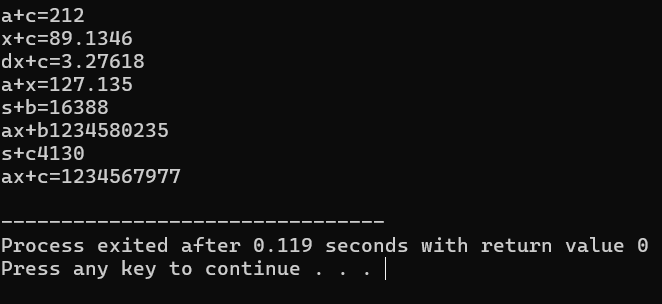 a+c=212
x+c=89.1346
dx+c=3.27618
a+x=127.135
s+b=16388
ax+b1234580235
s+c4130
ax+c=1234567977
--------------------------------
Process exited after 0.119 seconds with return value 0
Press any key to continue . . .